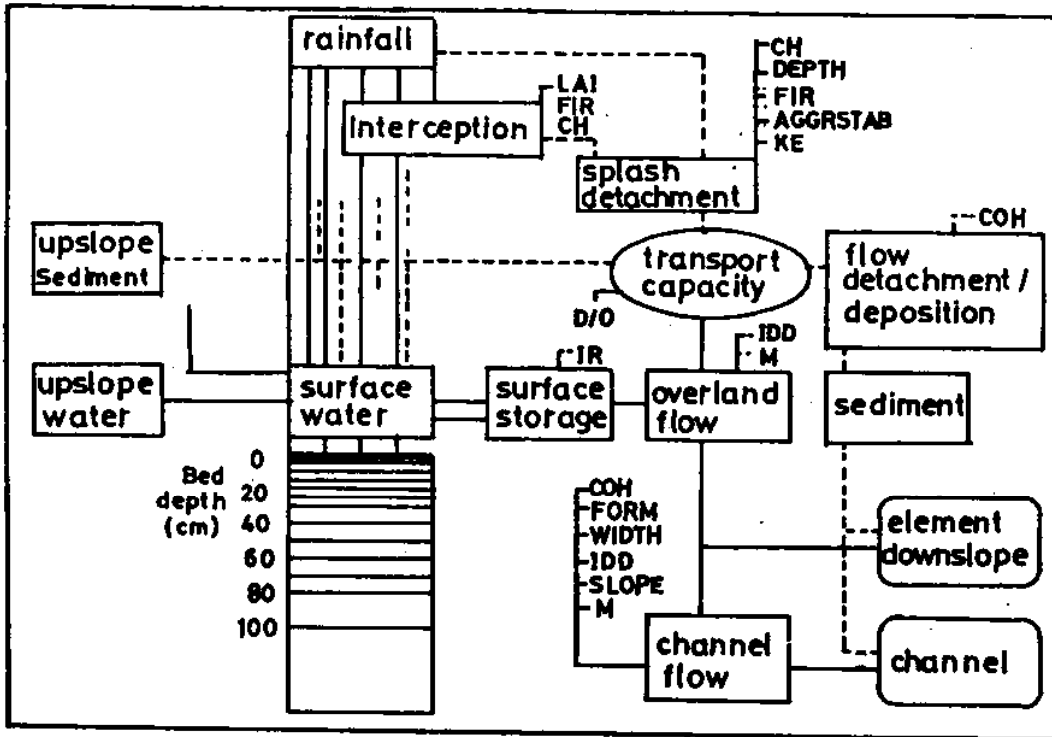 rainfall
LAI
FIR
CH
Interception
CH
DEPTH
FIR
AGGRSTAB
KE
splash
detachment
upslope
Sediment
transport
capacity
D/O
COH
flow
detachment/
deposition
upslope
water
surface
water
IR
surface
storage
IDD
M
overland
flow
sediment
Bed
depth
(cm)
0
20
40
60
80
100
COH
FORM
WIDTH
IDD
SLOPE
M
element
downslope
channel
flow
channel